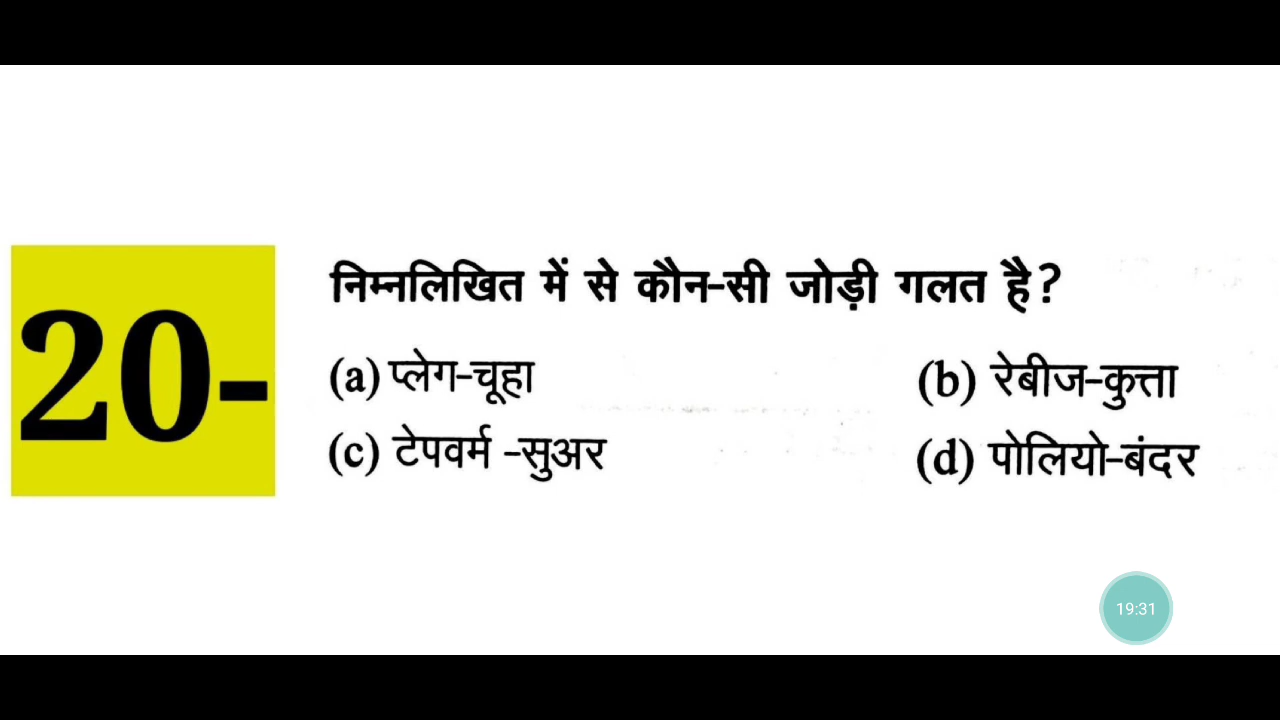 20-
निम्नलिखित में से कौन-सी जोड़ी गलत है?
(a) प्लेग-चूहा (b) रेबीज-कुत्ता
(c) टेपवर्म -सुअर (d) पोलियो-बंदर
19:31